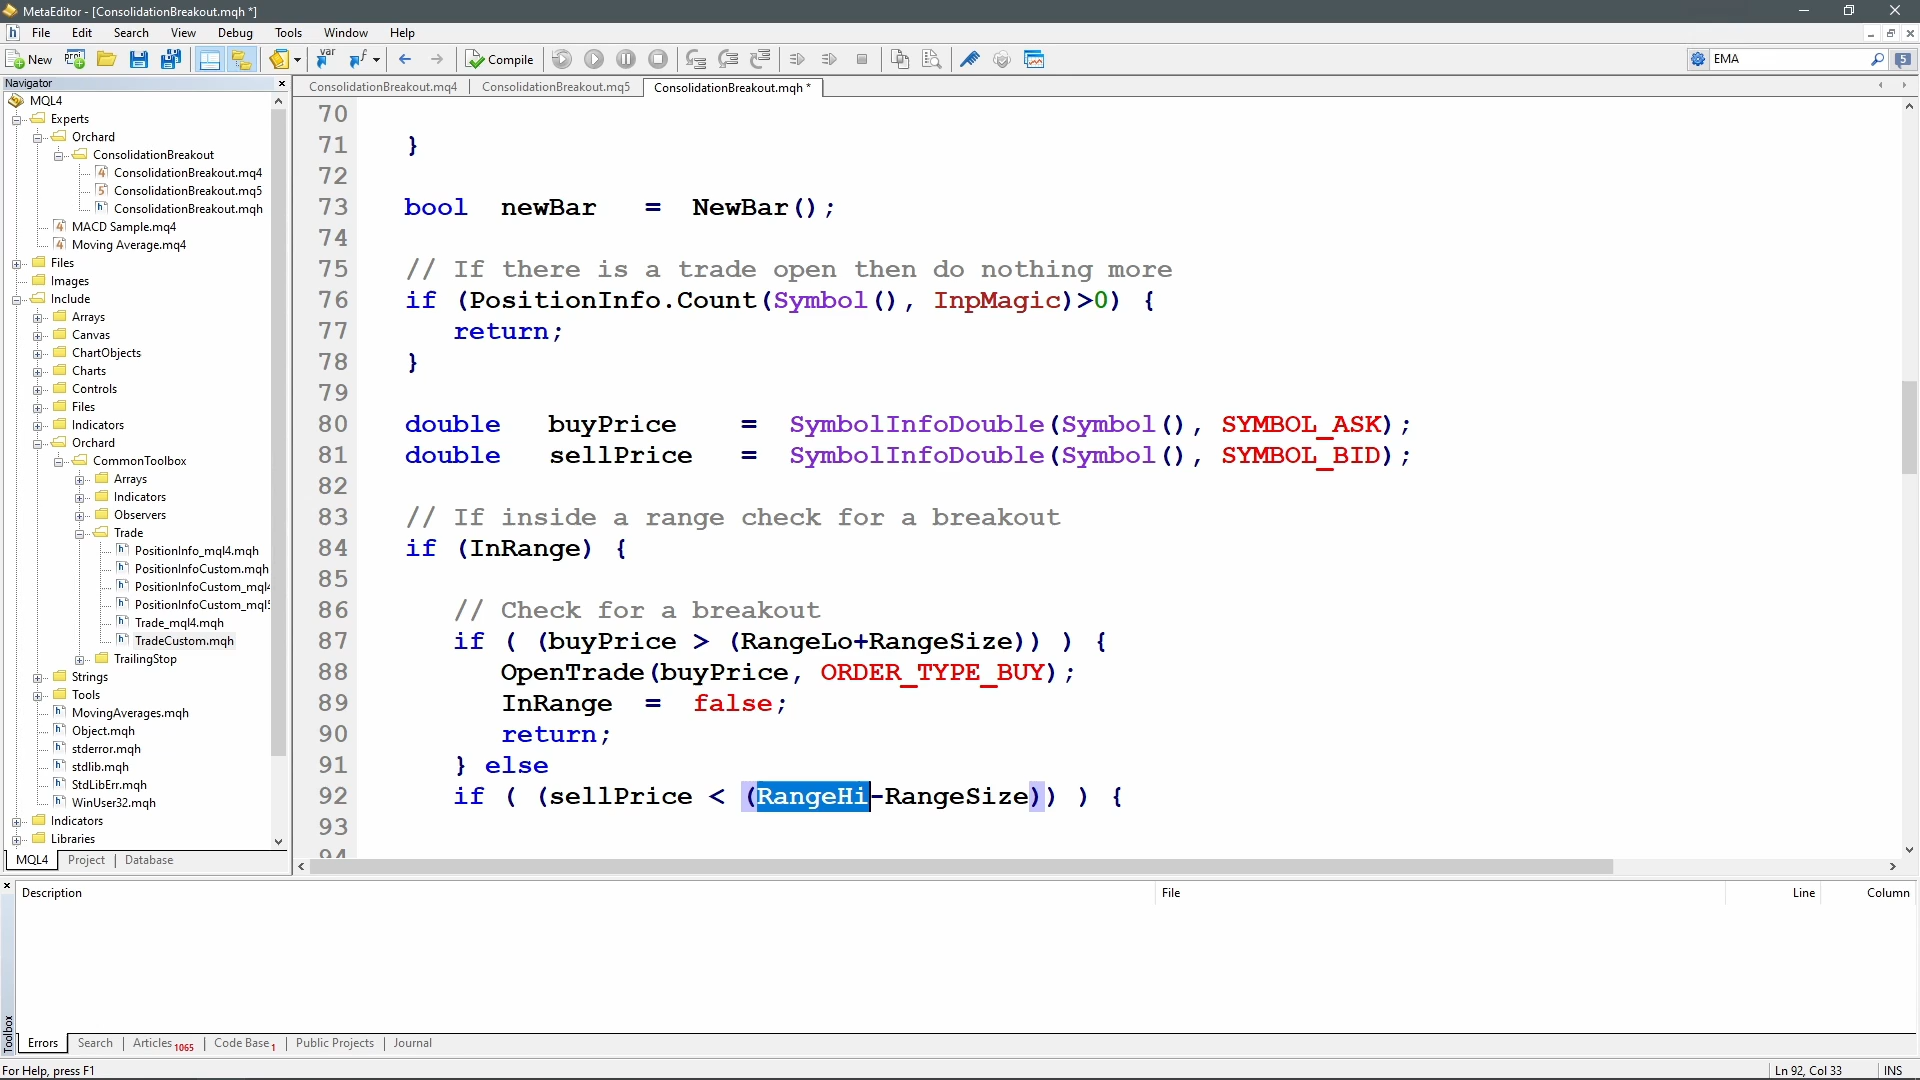 MetaEditor - [ConsolidationBreakout.mqh *]
File Edit Search View Debug Tools Window Help
New Compile EMA 5
Navigator
ConsolidationBreakout.mq4 ConsolidationBreakout.mq5 ConsolidationBreakout.mqh *
MQL4
Experts
Orchard
ConsolidationBreakout
ConsolidationBreakout.mq4
ConsolidationBreakout.mq5
ConsolidationBreakout.mqh
MACD Sample.mq4
Moving Average.mq4
Files
Images
Include
Arrays
Canvas
ChartObjects
Charts
Controls
Files
Indicators
Orchard
CommonToolbox
Arrays
Indicators
Observers
Trade
PositionInfo_mql4.mqh
PositionInfoCustom.mqh
PositionInfoCustom_mql4
PositionInfoCustom_mql5
Trade_mql4.mqh
TradeCustom.mqh
TrailingStop
Strings
Tools
MovingAverages.mqh
Object.mqh
stderror.mqh
stdlib.mqh
StdLibErr.mqh
WinUser32.mqh
Indicators
Libraries
MQL4 Project Database
70
71 }
72
73 bool newBar = NewBar();
74
75 // If there is a trade open then do nothing more
76 if (PositionInfo.Count(Symbol(), InpMagic)>0) {
77 return;
78 }
79
80 double buyPrice = SymbolInfoDouble(Symbol(), SYMBOL_ASK);
81 double sellPrice = SymbolInfoDouble(Symbol(), SYMBOL_BID);
82
83 // If inside a range check for a breakout
84 if (InRange) {
85
86 // Check for a breakout
87 if ( (buyPrice > (RangeLo+RangeSize)) ) {
88 OpenTrade(buyPrice, ORDER_TYPE_BUY);
89 InRange = false;
90 return;
91 } else
92 if ( (sellPrice < (RangeHi-RangeSize)) ) {
93
94
Description File Line Column
Toolbox
Errors Search Articles 1065 Code Base 1 Public Projects Journal
For Help, press F1 Ln 92, Col 33 INS